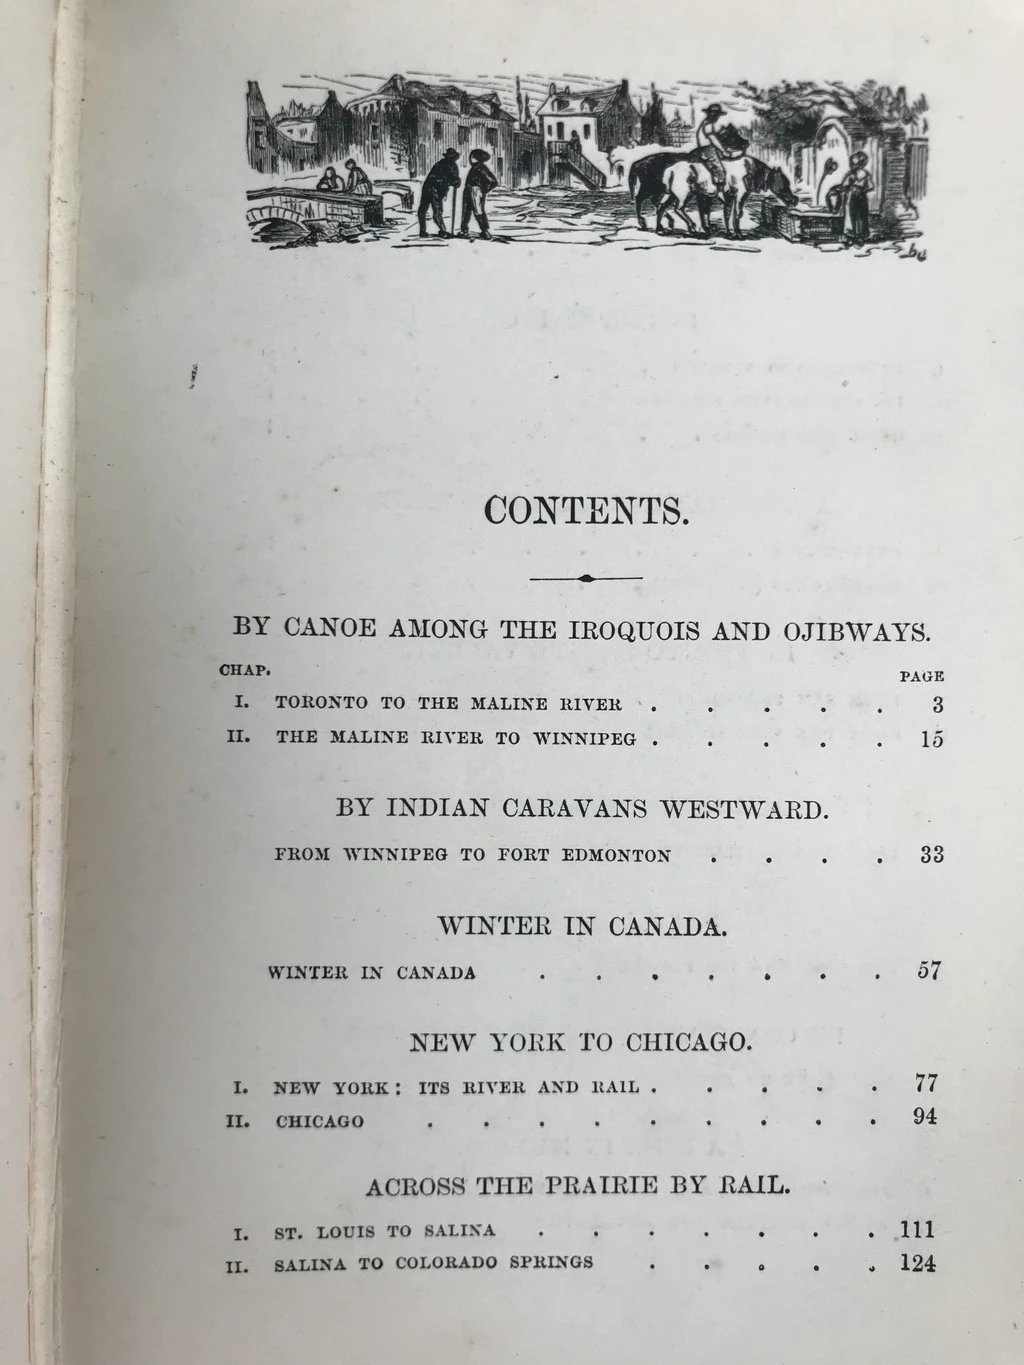 CONTENTS.
BY CANOE AMONG THE IROQUOIS AND OJIBWAYS.
CHAP. PAGE
I. TORONTO TO THE MALINE RIVER . . . . . 3
II. THE MALINE RIVER TO WINNIPEG . . . . . 15
BY INDIAN CARAVANS WESTWARD.
FROM WINNIPEG TO FORT EDMONTON . . . . 33
WINTER IN CANADA.
WINTER IN CANADA . . . . . . . 57
NEW YORK TO CHICAGO.
I. NEW YORK: ITS RIVER AND RAIL . . . . . 77
II. CHICAGO . . . . . . . . . 94
ACROSS THE PRAIRIE BY RAIL.
I. ST. LOUIS TO SALINA . . . . . . . 111
II. SALINA TO COLORADO SPRINGS . . . . . 124